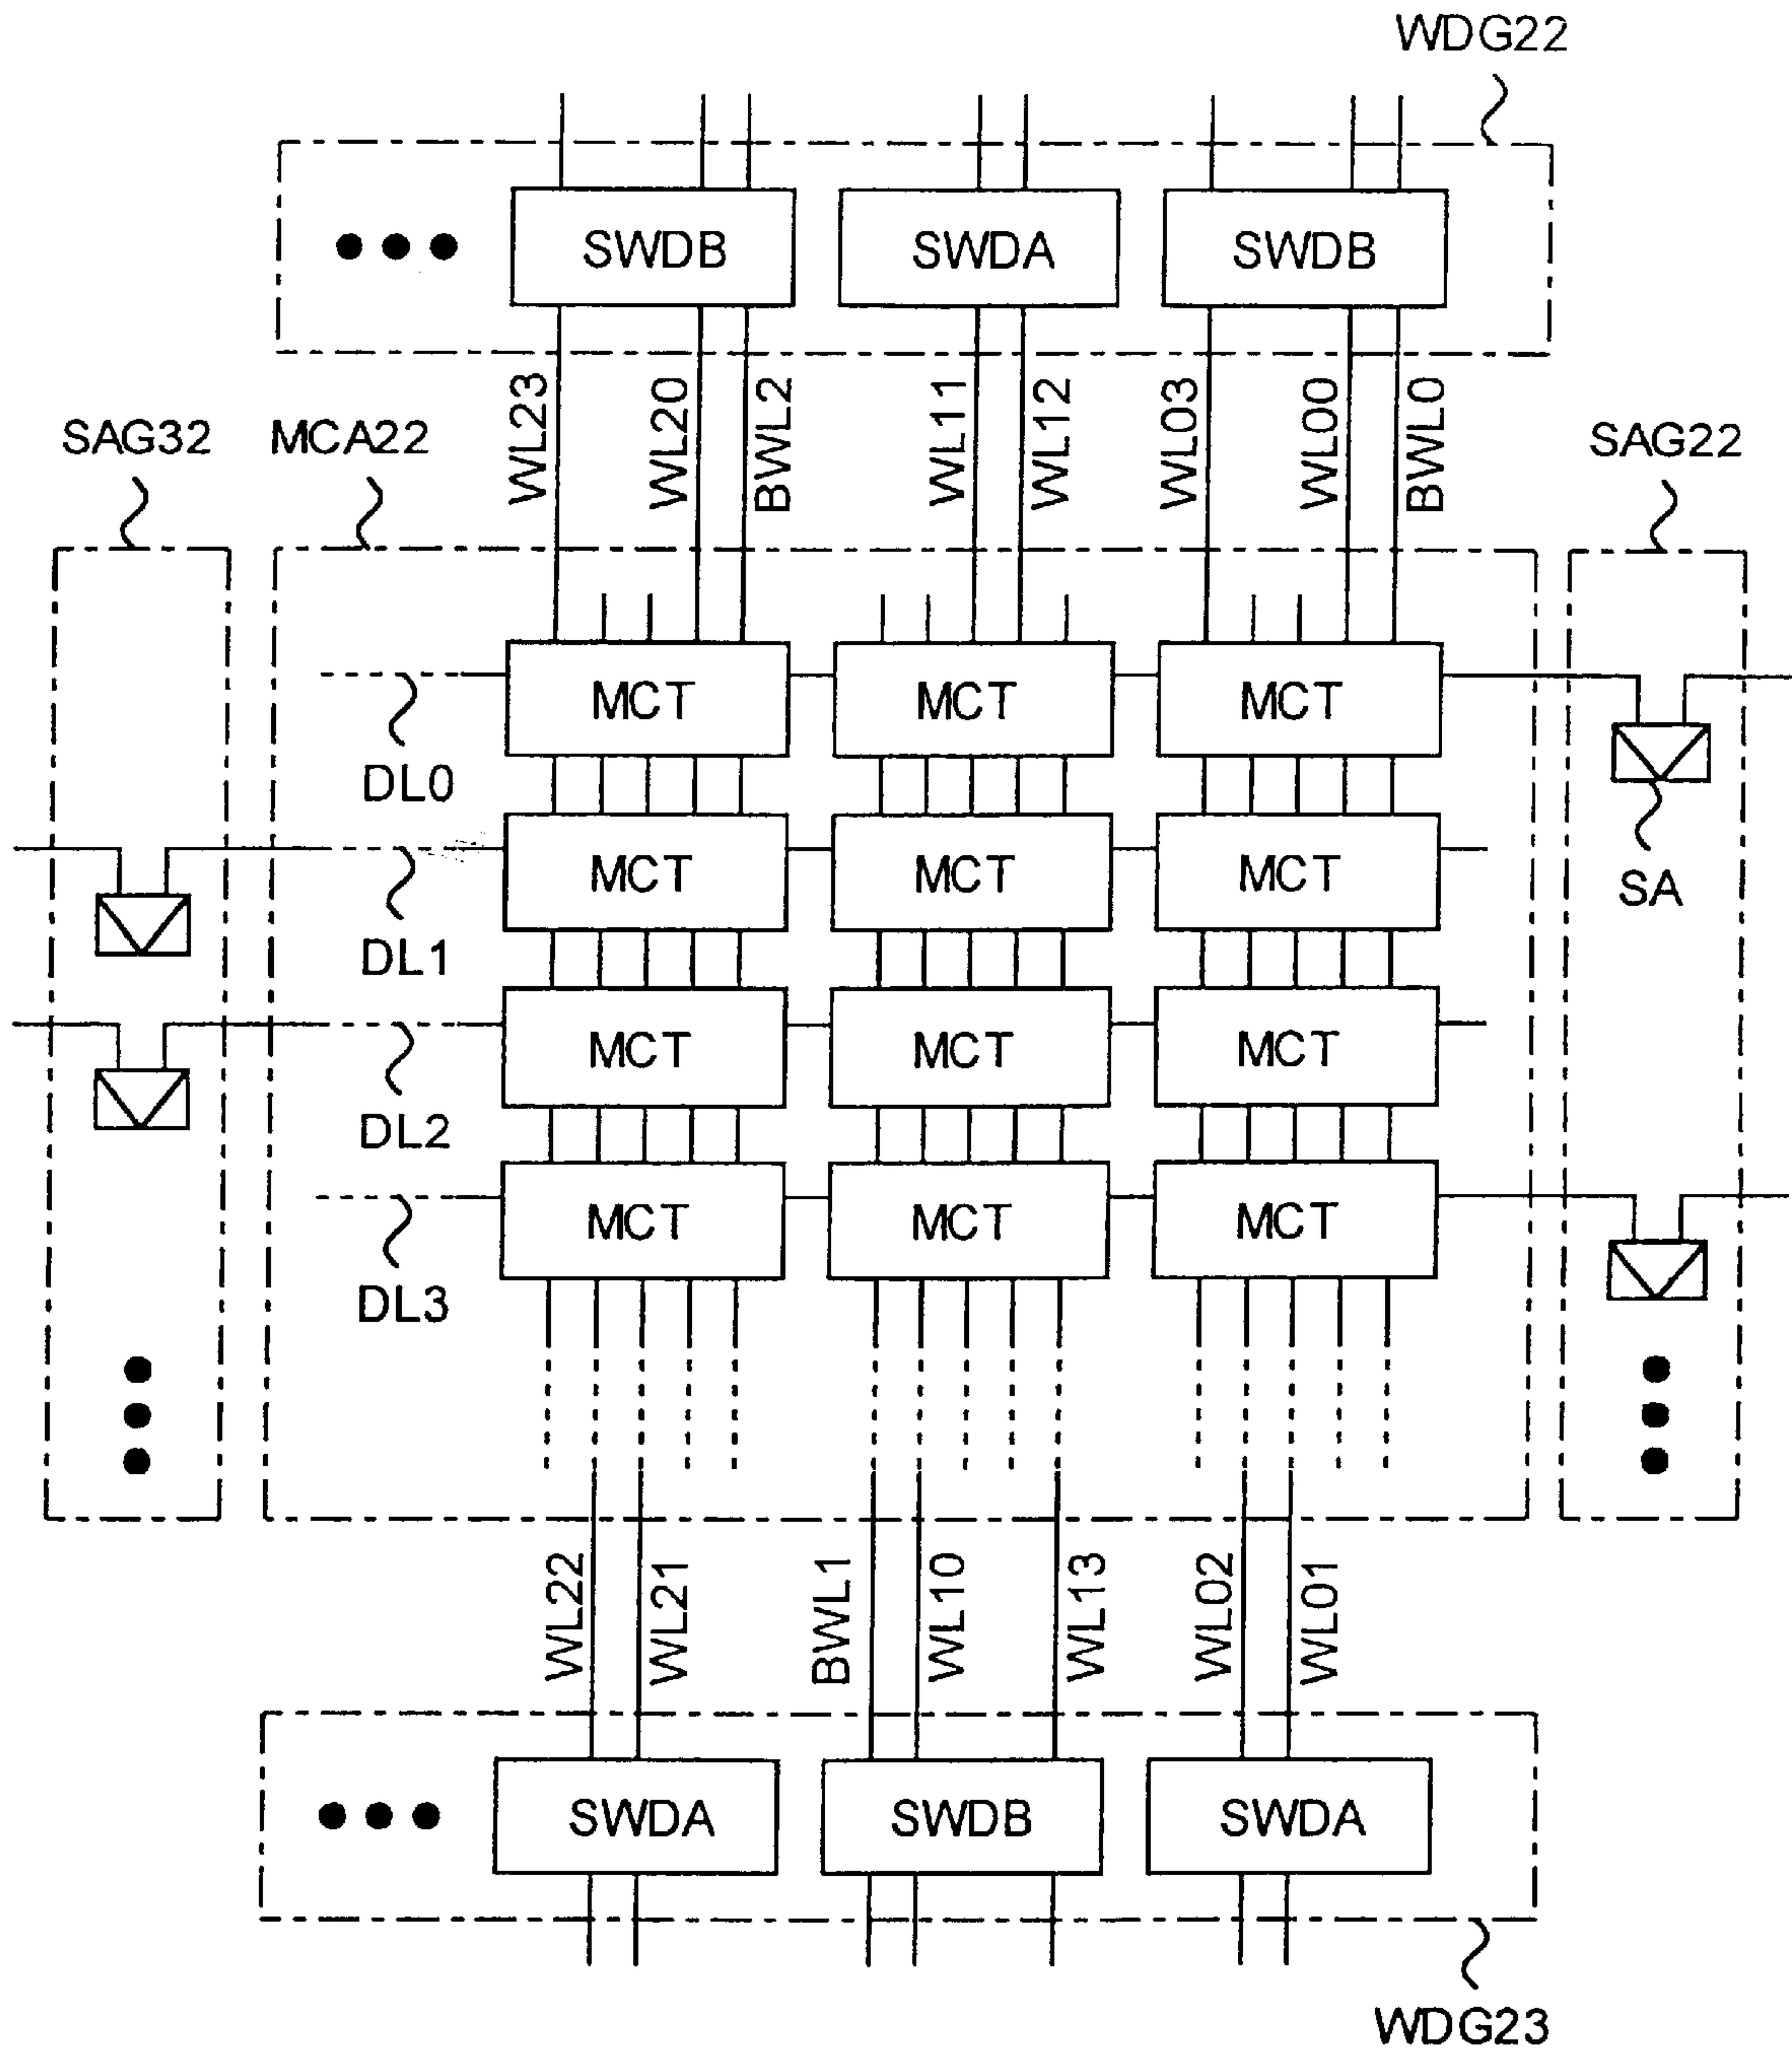 WDG22
SWDB SWDA SWDB
WL23 WL20 BWL2 WL11 WL12 WL03 WL00 BWL0
SAG32 MCA22 SAG22
MCT MCT MCT
DL0
MCT MCT MCT
SA
DL1
MCT MCT MCT
DL2
MCT MCT MCT
DL3
WL22 WL21 BWL1 WL10 WL13 WL02 WL01
SWDA SWDB SWDA
WDG23